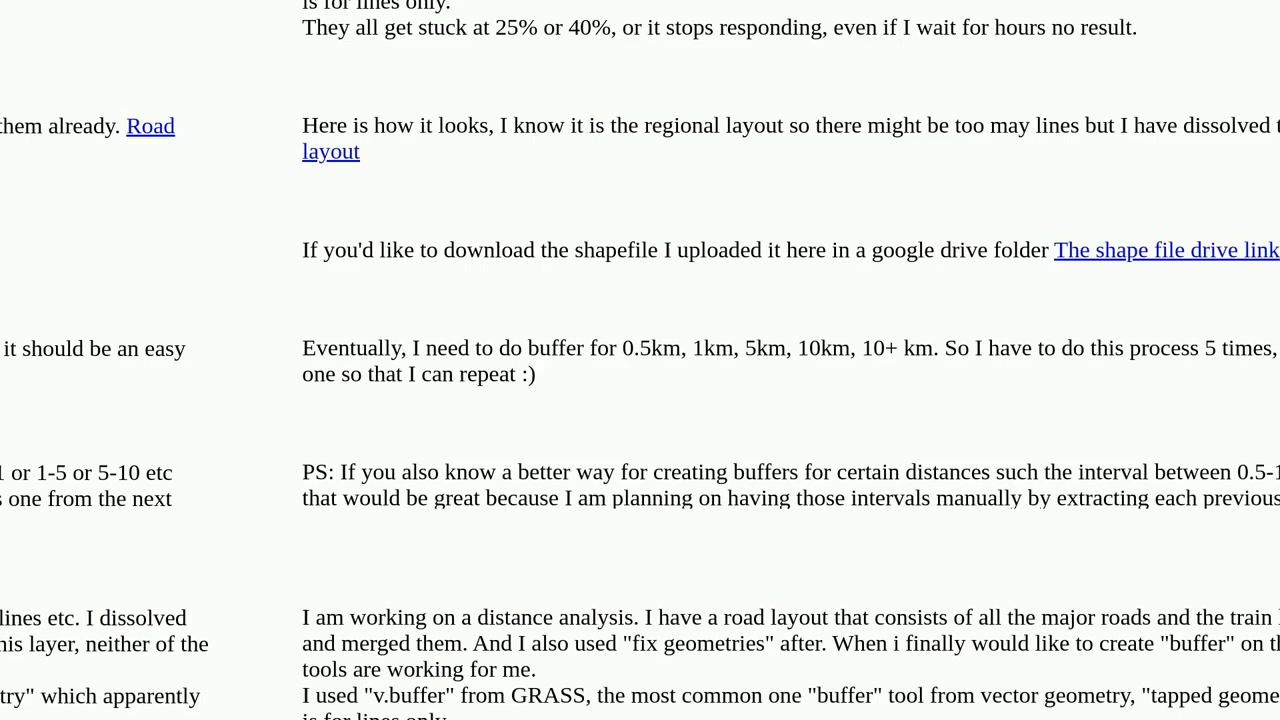 is for lines only.
They all get stuck at 25% or 40%, or it stops responding, even if I wait for hours no result.
them already. Road
Here is how it looks, I know it is the regional layout so there might be too may lines but I have dissolved
layout
If you'd like to download the shapefile I uploaded it here in a google drive folder The shape file drive link
it should be an easy
Eventually, I need to do buffer for 0.5km, 1km, 5km, 10km, 10+ km. So I have to do this process 5 times,
one so that I can repeat :)
1 or 1-5 or 5-10 etc
PS: If you also know a better way for creating buffers for certain distances such the interval between 0.5-1
s one from the next
that would be great because I am planning on having those intervals manually by extracting each previous
lines etc. I dissolved
I am working on a distance analysis. I have a road layout that consists of all the major roads and the train
his layer, neither of the
and merged them. And I also used "fix geometries" after. When i finally would like to create "buffer" on th
tools are working for me.
try" which apparently
I used "v.buffer" from GRASS, the most common one "buffer" tool from vector geometry, "tapped geome
is for lines only.